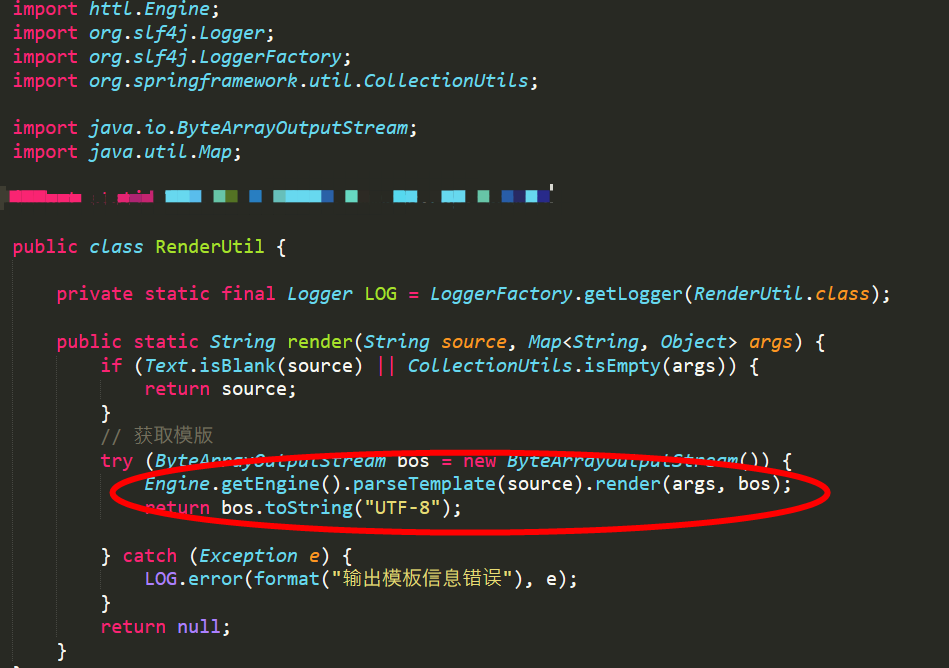 import httl.Engine;
import org.slf4j.Logger;
import org.slf4j.LoggerFactory;
import org.springframework.util.CollectionUtils;
import java.io.ByteArrayOutputStream;
import java.util.Map;
public class RenderUtil {
private static final Logger LOG = LoggerFactory.getLogger(RenderUtil.class);
public static String render(String source, Map<String, Object> args) {
if (Text.isBlank(source) || CollectionUtils.isEmpty(args)) {
return source;
}
// 获取模版
try (ByteArrayOutputStream bos = new ByteArrayOutputStream()) {
Engine.getEngine().parseTemplate(source).render(args, bos);
return bos.toString("UTF-8");
} catch (Exception e) {
LOG.error(format("输出模板信息错误"), e);
}
return null;
}